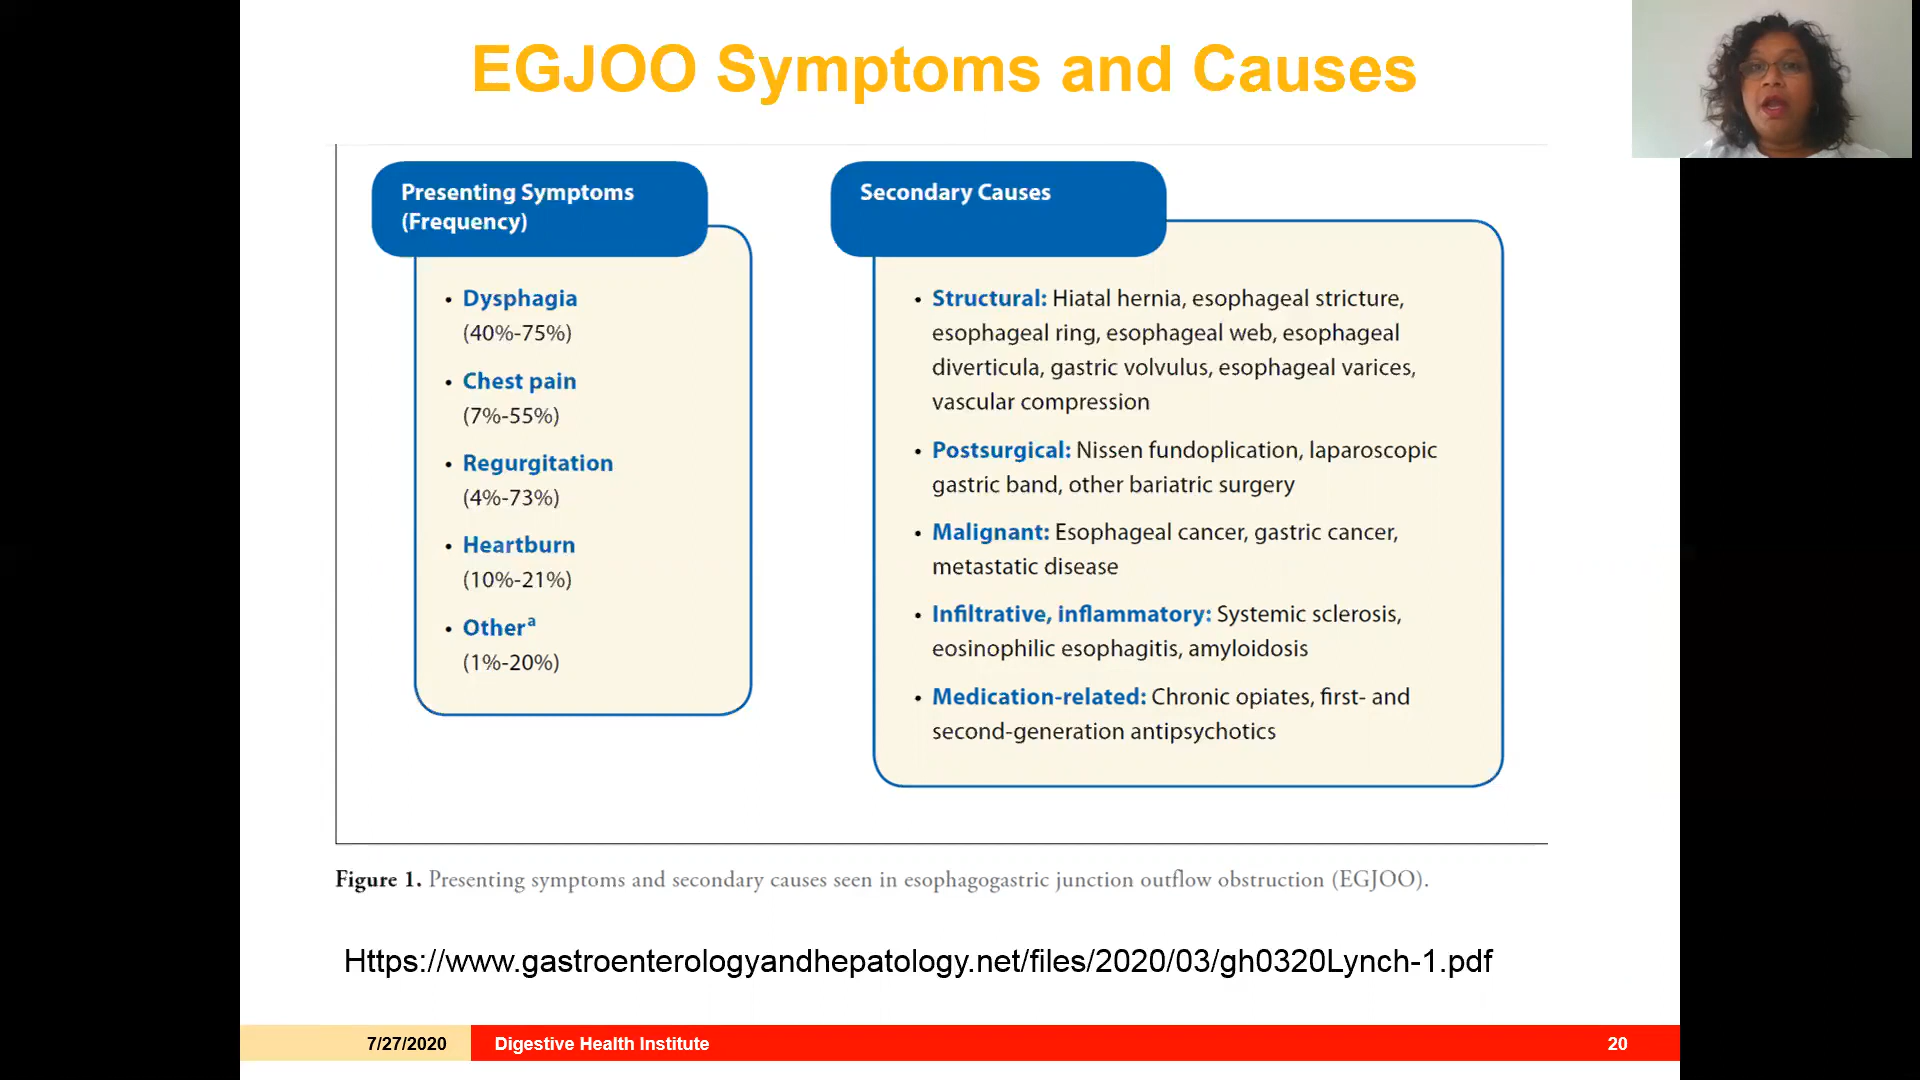 EGJOO Symptoms and Causes
Presenting Symptoms
(Frequency)
• Dysphagia
(40%-75%)
• Chest pain
(7%-55%)
• Regurgitation
(4%-73%)
• Heartburn
(10%-21%)
• Otherᵃ
(1%-20%)
Secondary Causes
• Structural: Hiatal hernia, esophageal stricture,
esophageal ring, esophageal web, esophageal
diverticula, gastric volvulus, esophageal varices,
vascular compression
• Postsurgical: Nissen fundoplication, laparoscopic
gastric band, other bariatric surgery
• Malignant: Esophageal cancer, gastric cancer,
metastatic disease
• Infiltrative, inflammatory: Systemic sclerosis,
eosinophilic esophagitis, amyloidosis
• Medication-related: Chronic opiates, first- and
second-generation antipsychotics
Figure 1. Presenting symptoms and secondary causes seen in esophagogastric junction outflow obstruction (EGJOO).
Https://www.gastroenterologyandhepatology.net/files/2020/03/gh0320Lynch-1.pdf
7/27/2020
Digestive Health Institute
20